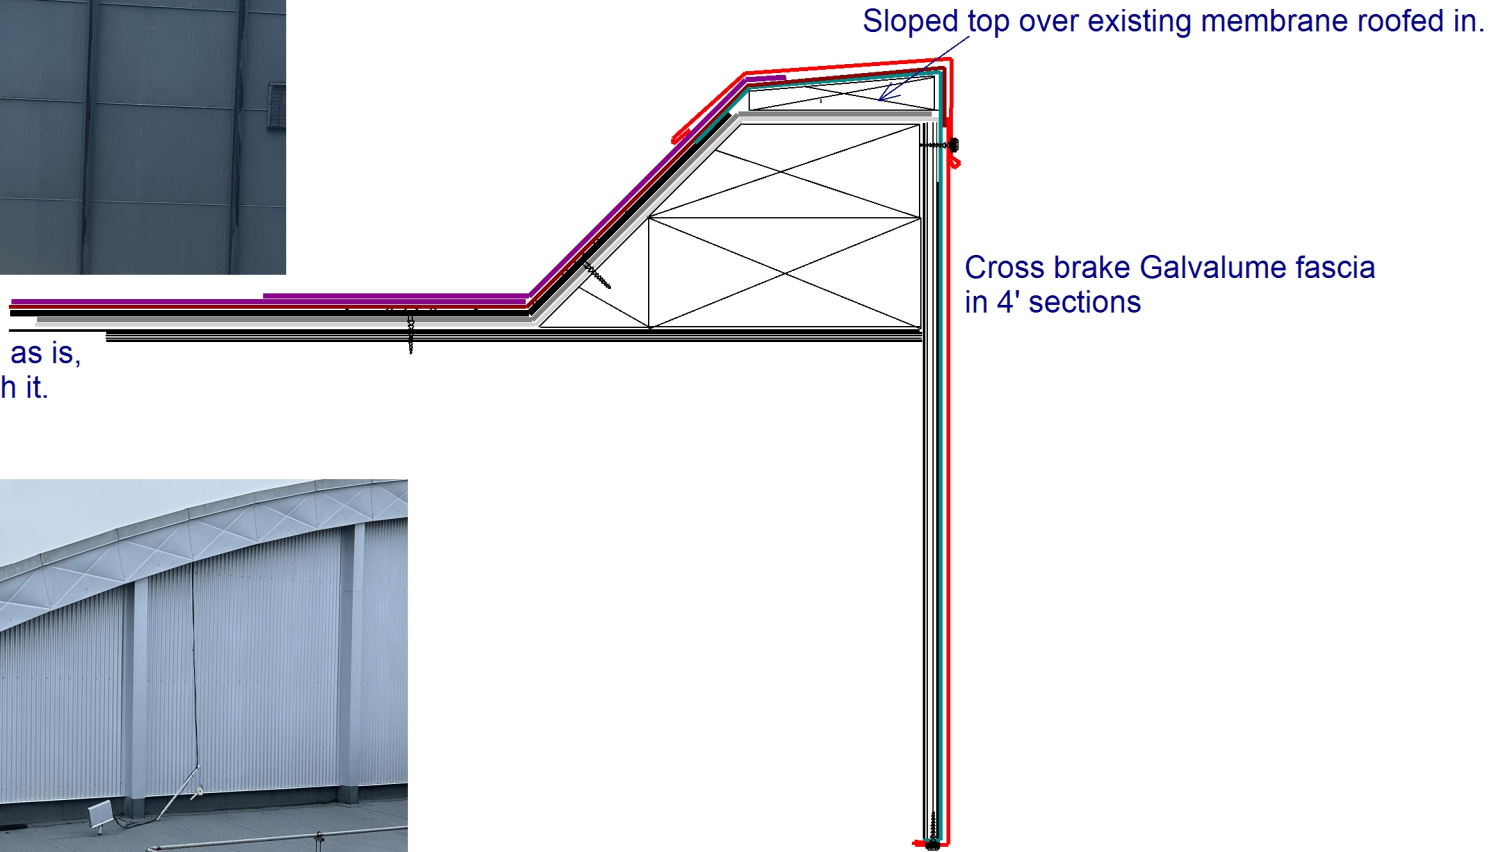 Sloped top over existing membrane roofed in.
Cross brake Galvalume fascia
in 4' sections
as is,
h it.